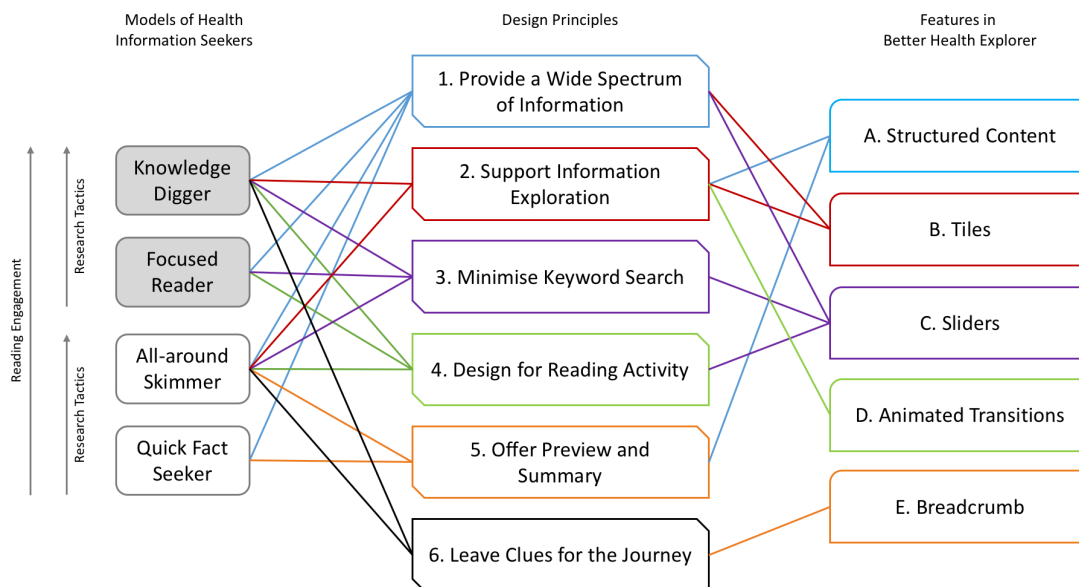 Models of Health
Information Seekers
Design Principles
Features in
Better Health Explorer
Reading Engagement
Research Tactics
Research Tactics
Knowledge
Digger
Focused
Reader
All-around
Skimmer
Quick Fact
Seeker
1. Provide a Wide Spectrum
of Information
2. Support Information
Exploration
3. Minimise Keyword Search
4. Design for Reading Activity
5. Offer Preview and
Summary
6. Leave Clues for the Journey
A. Structured Content
B. Tiles
C. Sliders
D. Animated Transitions
E. Breadcrumb